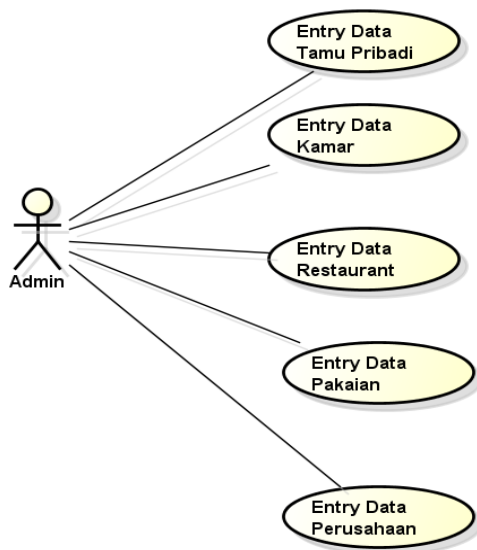 Entry Data
Tamu Pribadi
Entry Data
Kamar
Entry Data
Restaurant
Admin
Entry Data
Pakaian
Entry Data
Perusahaan